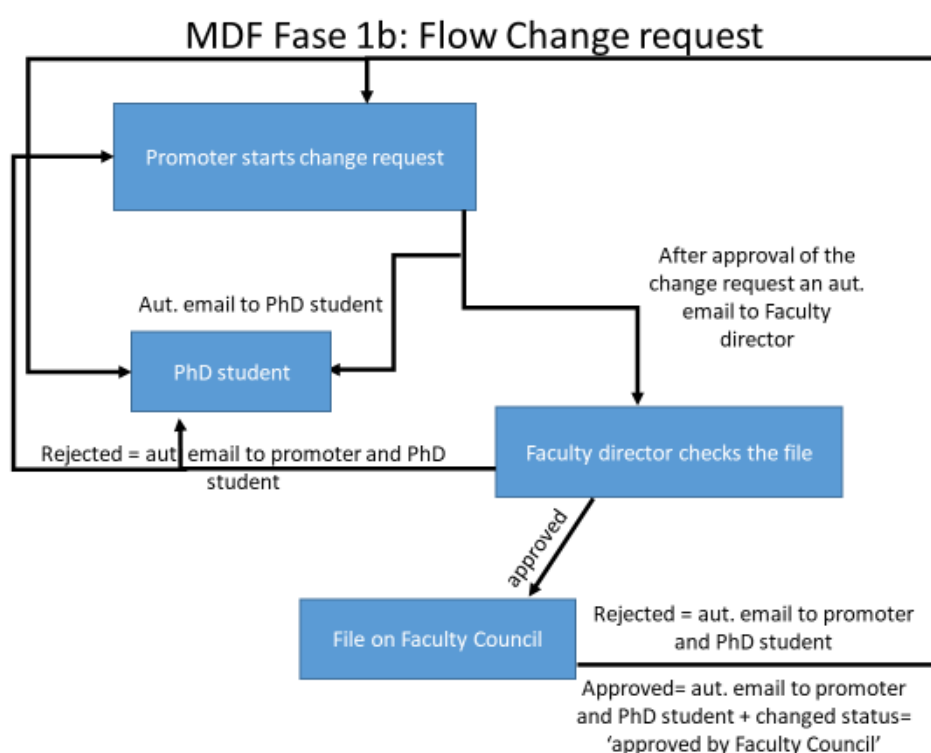 MDF Fase 1b: Flow Change request
Promoter starts change request
After approval of the
change request an aut.
email to Faculty
director
Aut. email to PhD student
PhD student
Rejected = aut. email to promoter and PhD
student
Faculty director checks the file
approved
File on Faculty Council
Rejected = aut. email to promoter
and PhD student
Approved= aut. email to promoter
and PhD student + changed status=
‘approved by Faculty Council’